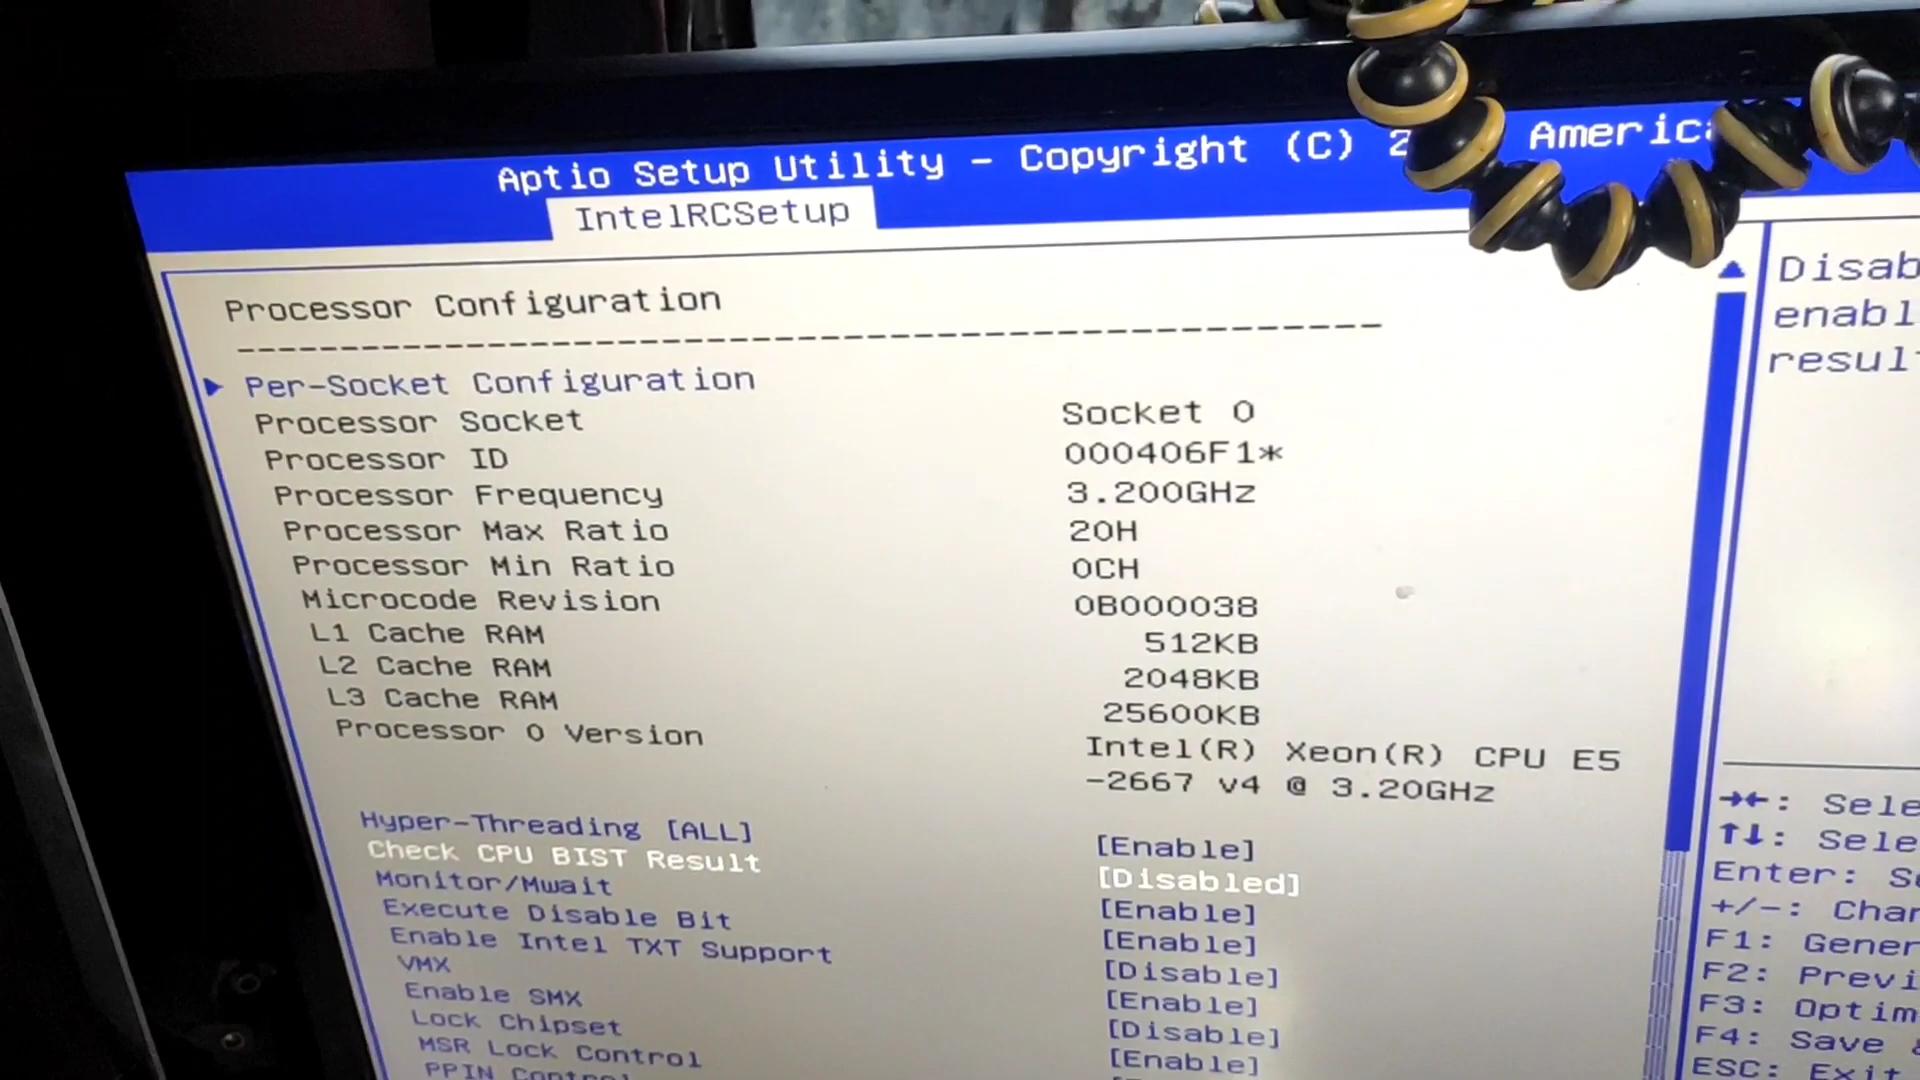 Aptio Setup Utility - Copyright (C) 2 Americ
IntelRCSetup
Processor Configuration
--------------------------------------------------------
▶ Per-Socket Configuration
Processor Socket Socket 0
Processor ID 000406F1*
Processor Frequency 3.200GHz
Processor Max Ratio 20H
Processor Min Ratio 0CH
Microcode Revision 0B000038
L1 Cache RAM 512KB
L2 Cache RAM 2048KB
L3 Cache RAM 25600KB
Processor 0 Version Intel(R) Xeon(R) CPU E5
-2667 v4 @ 3.20GHz
Hyper-Threading [ALL] [Enable]
Check CPU BIST Result [Disabled]
Monitor/Mwait [Enable]
Execute Disable Bit [Enable]
Enable Intel TXT Support [Disable]
VMX [Enable]
Enable SMX [Disable]
Lock Chipset [Enable]
MSR Lock Control
PPIN Control
Disab
enabl
resul
→←: Sele
↑↓: Sele
Enter: Se
+/-: Chan
F1: Gener
F2: Previ
F3: Optim
F4: Save
ESC: Exit